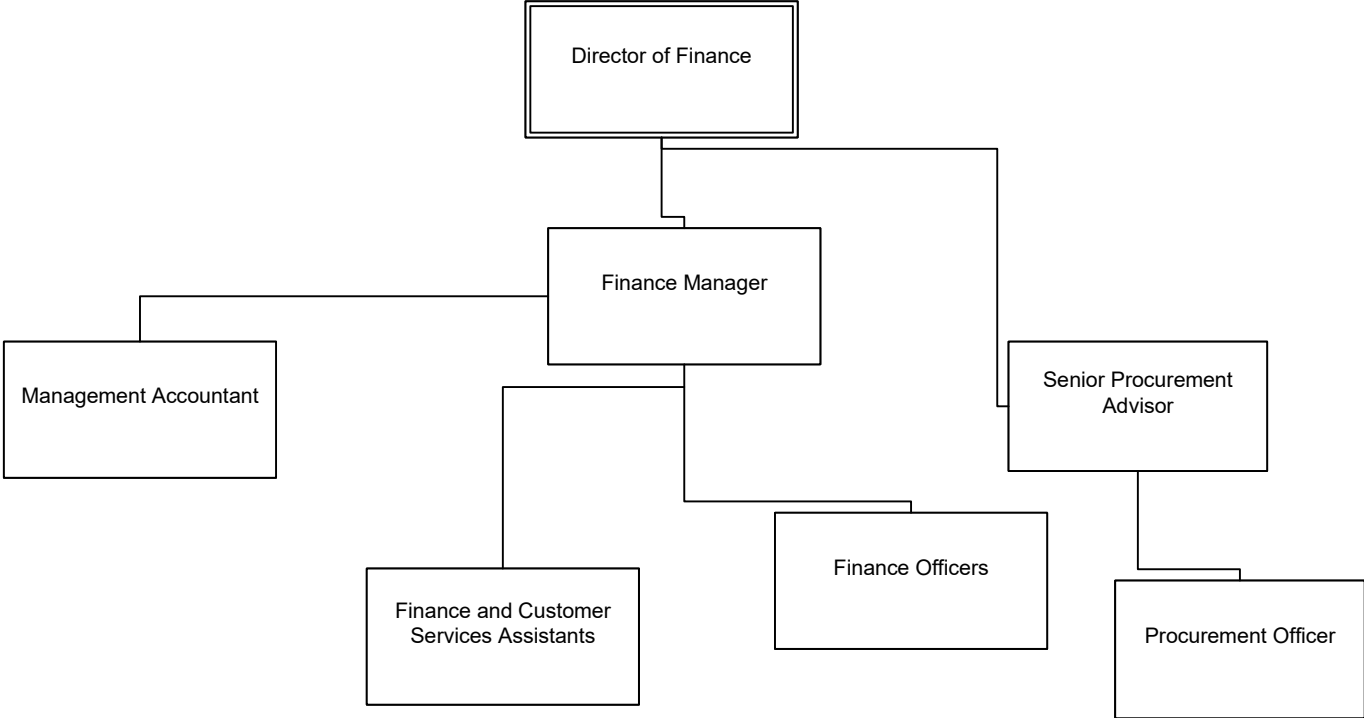 Director of Finance
Finance Manager
Management Accountant
Senior Procurement
Advisor
Finance Officers
Finance and Customer
Services Assistants
Procurement Officer